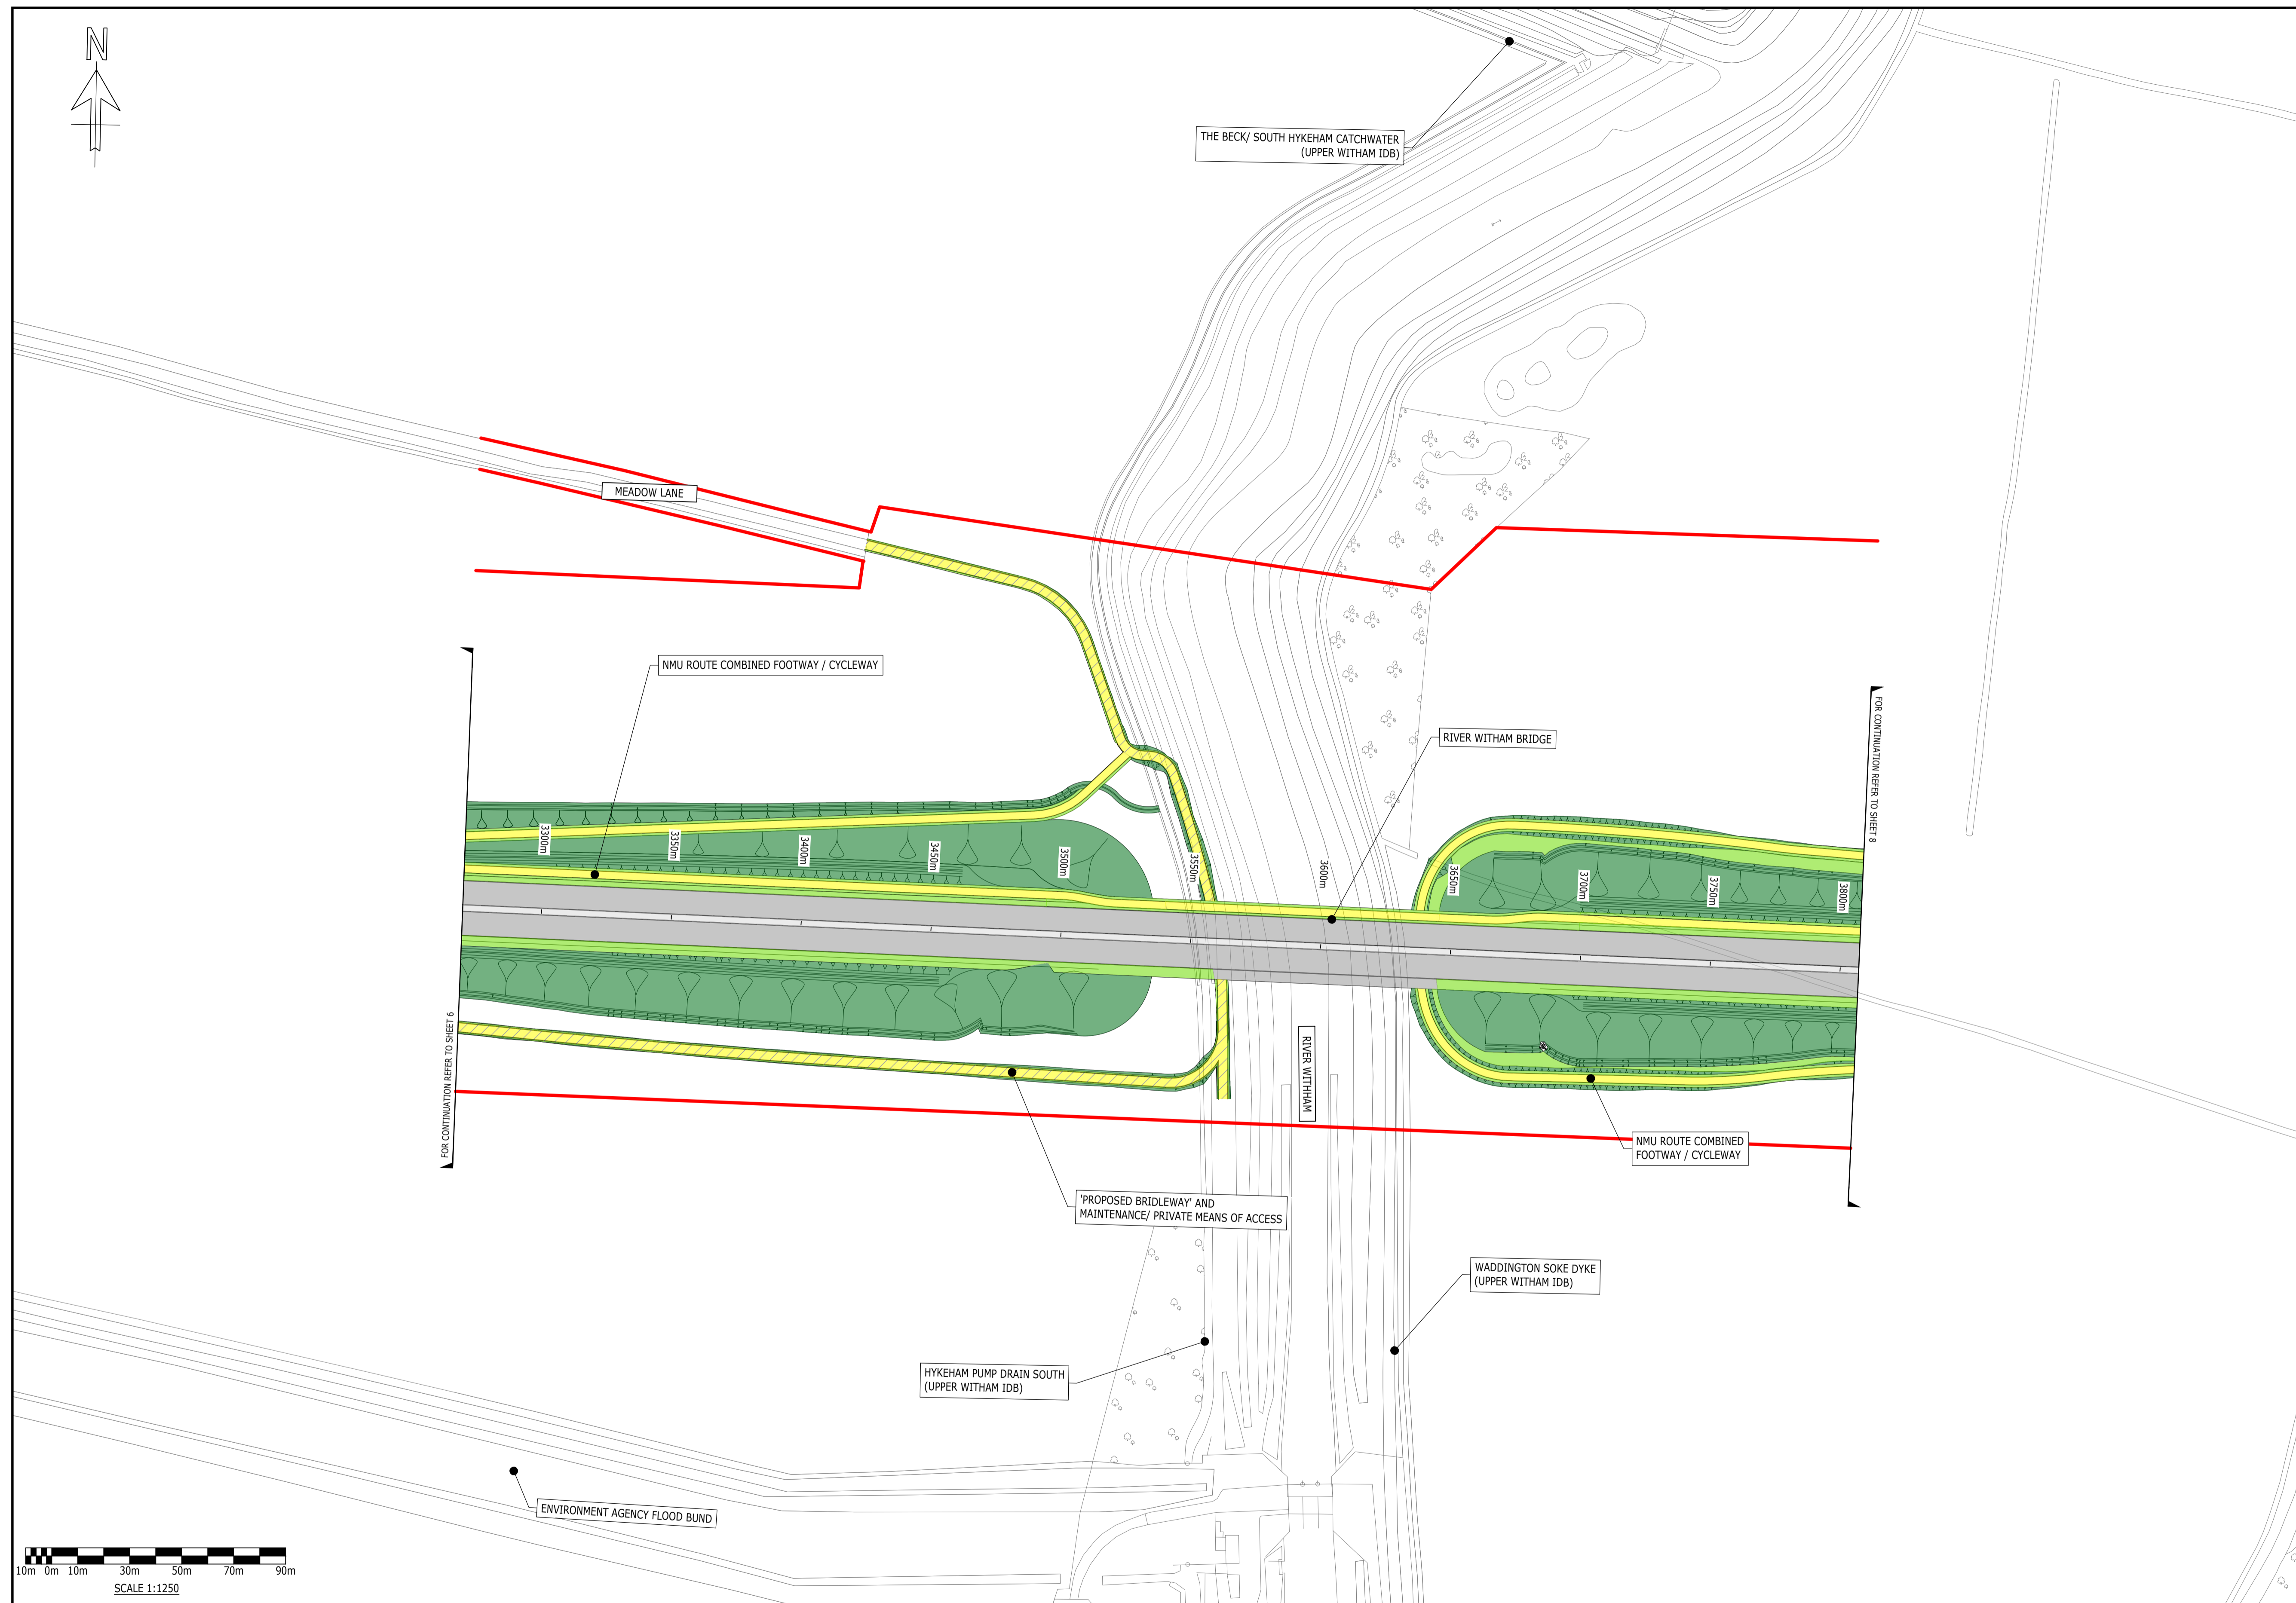 N
THE BECK/ SOUTH HYKEHAM CATCHWATER
(UPPER WITHAM IDB)
MEADOW LANE
NMU ROUTE COMBINED FOOTWAY / CYCLEWAY
RIVER WITHAM BRIDGE
FOR CONTINUATION REFER TO SHEET 8
3300m
3350m
3400m
3450m
3500m
3550m
3600m
3650m
3700m
3750m
3800m
FOR CONTINUATION REFER TO SHEET 6
RIVER WITHAM
NMU ROUTE COMBINED
FOOTWAY / CYCLEWAY
'PROPOSED BRIDLEWAY' AND
MAINTENANCE/ PRIVATE MEANS OF ACCESS
WADDINGTON SOKE DYKE
(UPPER WITHAM IDB)
HYKEHAM PUMP DRAIN SOUTH
(UPPER WITHAM IDB)
ENVIRONMENT AGENCY FLOOD BUND
10m 0m 10m 30m 50m 70m 90m
SCALE 1:1250